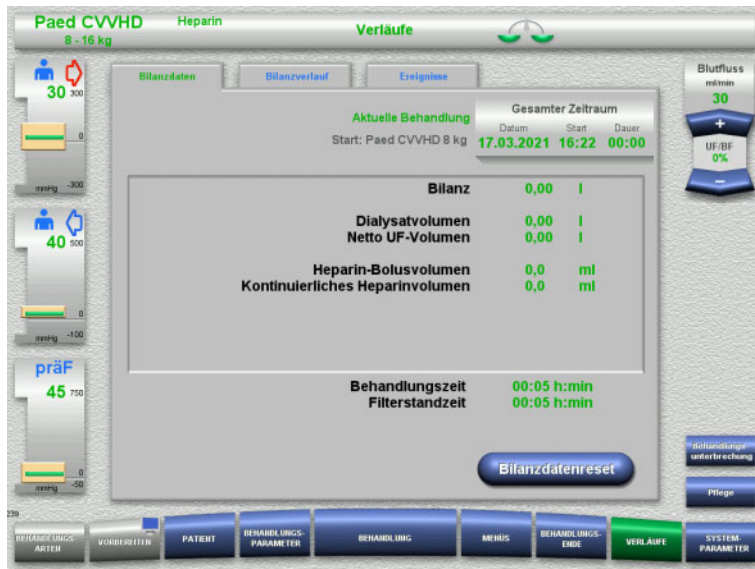 Paed CVVHD Heparin
8 - 16 kg
Verläufe
30 300
0
mmHg -300
40 500
0
mmHg -100
präF
45 750
0
mmHg -50
Bilanzdaten Bilanzverlauf Ereignisse
Aktuelle Behandlung
Start: Paed CVVHD 8 kg
Gesamter Zeitraum
Datum Start Dauer
17.03.2021 16:22 00:00
Bilanz 0,00 l
Dialysatvolumen 0,00 l
Netto UF-Volumen 0,00 l
Heparin-Bolusvolumen 0,0 ml
Kontinuierliches Heparinvolumen 0,0 ml
Behandlungszeit 00:05 h:min
Filterstandzeit 00:05 h:min
Bilanzdatenreset
Blutfluss
ml/min
30
+
UF/BF
0%
–
Behandlungs-
unterbrechung
Pflege
239
BEHANDLUNGS-
ARTEN
VORBEREITEN
PATIENT
BEHANDLUNGS-
PARAMETER
BEHANDLUNG
MENÜS
BEHANDLUNGS-
ENDE
VERLÄUFE
SYSTEM-
PARAMETER